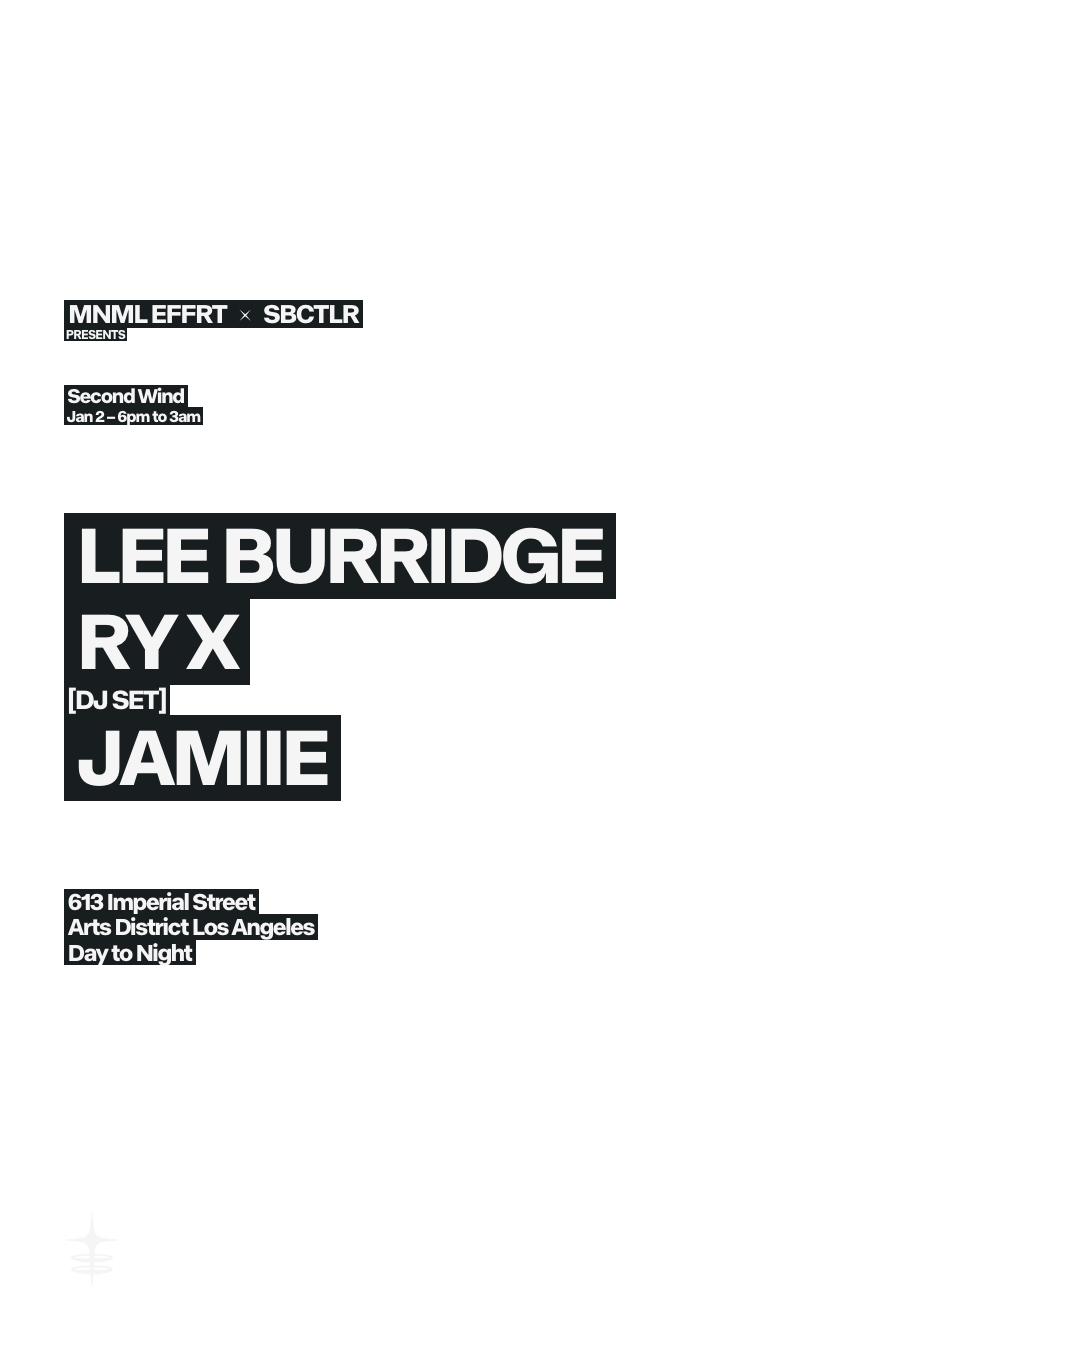 MNML EFFRT × SBCTLR
PRESENTS
Second Wind
Jan 2 – 6pm to 3am
LEE BURRIDGE
RY X
[DJ SET]
JAMIIE
613 Imperial Street
Arts District Los Angeles
Day to Night